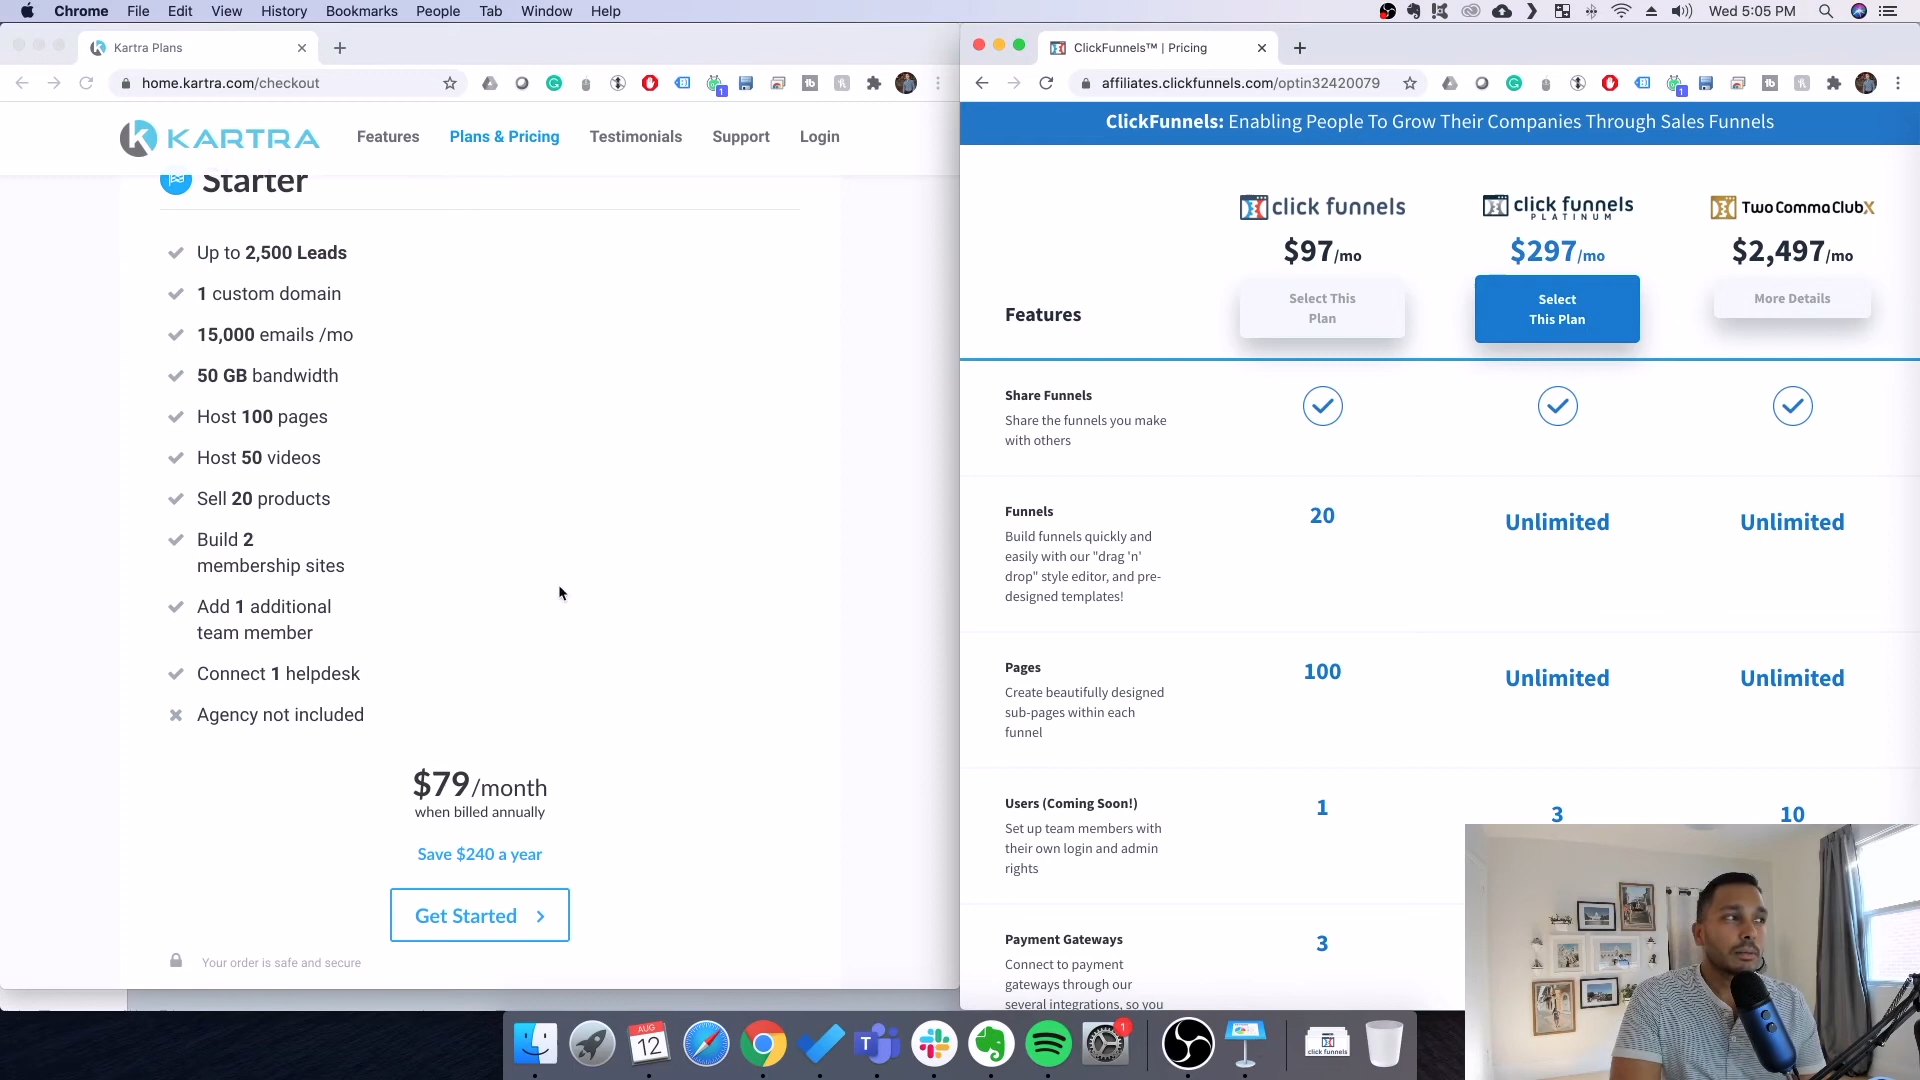 Chrome File Edit View History Bookmarks People Tab Window Help
Wed 5:05 PM
Kartra Plans
home.kartra.com/checkout
1
KARTRA
Features
Plans & Pricing
Testimonials
Support
Login
Starter
Up to 2,500 Leads
1 custom domain
15,000 emails /mo
50 GB bandwidth
Host 100 pages
Host 50 videos
Sell 20 products
Build 2
membership sites
Add 1 additional
team member
Connect 1 helpdesk
Agency not included
$79/month
when billed annually
Save $240 a year
Get Started
Your order is safe and secure
ClickFunnels™ | Pricing
affiliates.clickfunnels.com/optin32420079
1
ClickFunnels: Enabling People To Grow Their Companies Through Sales Funnels
click funnels
click funnels
PLATINUM
TwoCommaClubX
$97/mo
$297/mo
$2,497/mo
Features
Select This
Plan
Select
This Plan
More Details
Share Funnels
Share the funnels you make
with others
Funnels
20
Unlimited
Unlimited
Build funnels quickly and
easily with our "drag 'n'
drop" style editor, and pre-
designed templates!
Pages
100
Unlimited
Unlimited
Create beautifully designed
sub-pages within each
funnel
Users (Coming Soon!)
1
3
10
Set up team members with
their own login and admin
rights
Payment Gateways
3
Connect to payment
gateways through our
several integrations, so you
AUG
12
T
1
click funnels